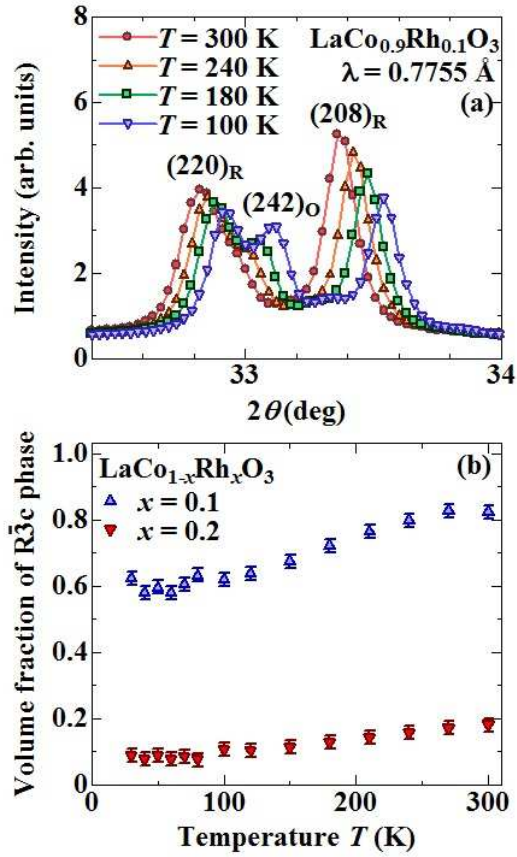 T = 300 K
T = 240 K
T = 180 K
T = 100 K
LaCo0.9Rh0.1O3
λ = 0.7755 Å
(a)
(220)R
(242)O
(208)R
Intensity (arb. units)
8
6
4
2
0
33
34
2θ (deg)
(b)
LaCo1-xRhxO3
x = 0.1
x = 0.2
Volume fraction of R3̄c phase
1.0
0.8
0.6
0.4
0.2
0
0
100
200
300
Temperature T (K)